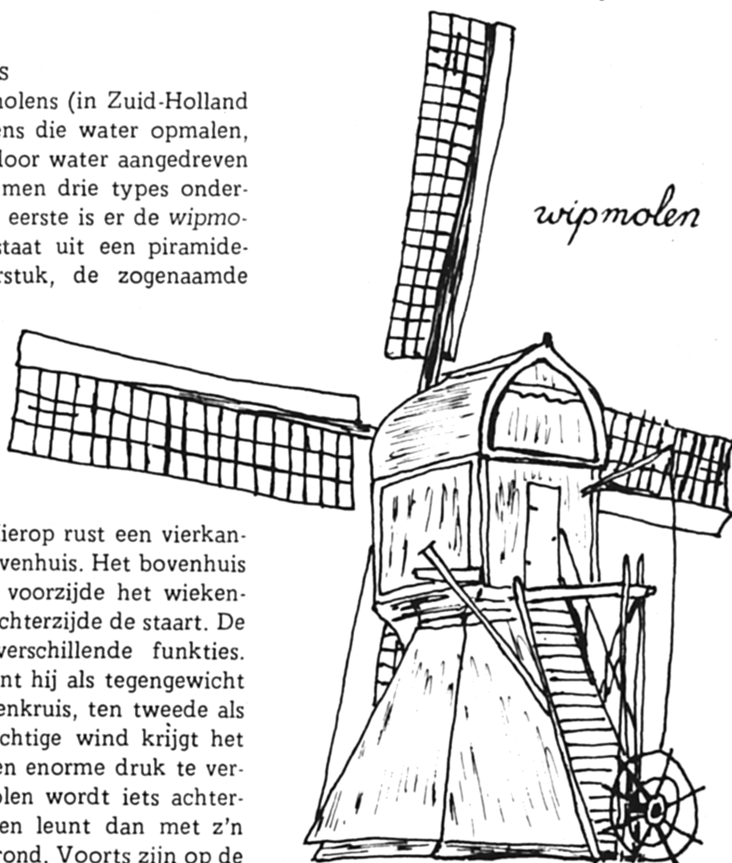 s
nolens (in Zuid-Holland
ens die water opmalen,
door water aangedreven
men drie types onder-
eerste is er de wipmo-
staat uit een piramide-
rstuk, de zogenaamde
wipmolen
ierop rust een vierkan-
venhuis. Het bovenhuis
voorzijde het wieken-
chterzijde de staart. De
verschillende funkties.
nt hij als tegengewicht
enkruis, ten tweede als
chtige wind krijgt het
en enorme druk te ver-
olen wordt iets achter-
en leunt dan met z'n
rond. Voorts zijn op de